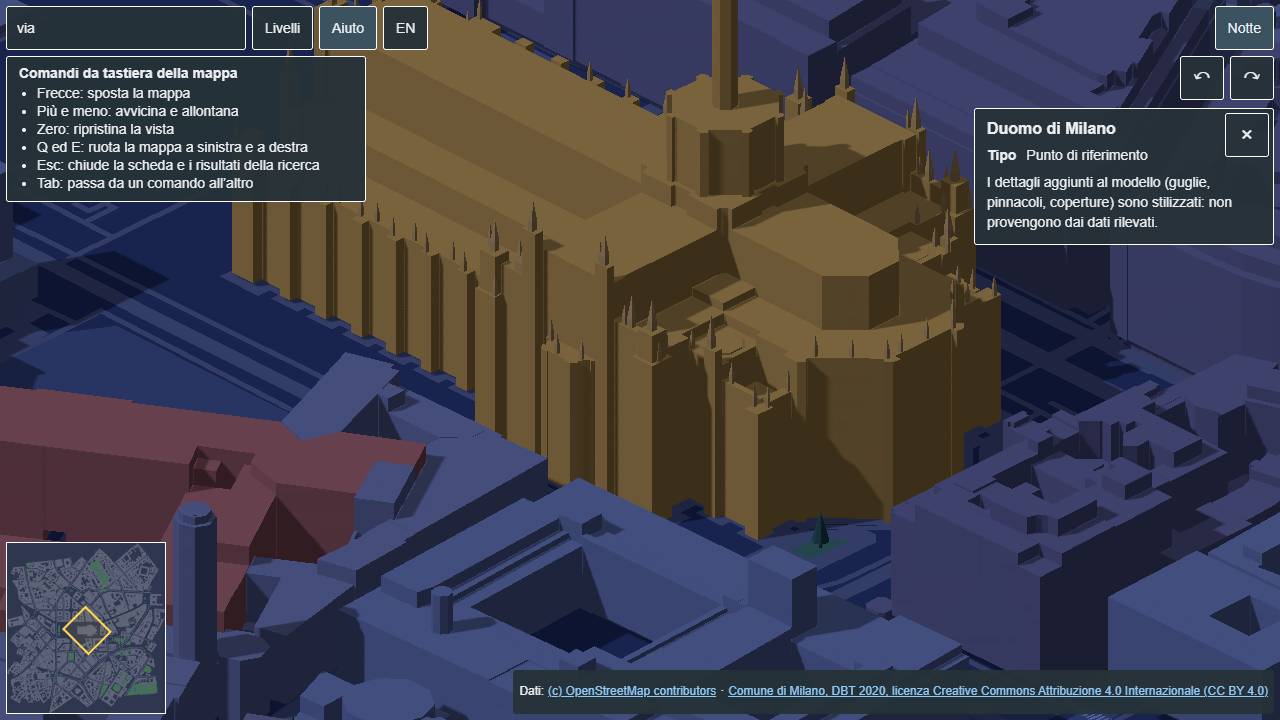 via
Livelli
Aiuto
EN
Notte
Comandi da tastiera della mappa
Frecce: sposta la mappa
Più e meno: avvicina e allontana
Zero: ripristina la vista
Q ed E: ruota la mappa a sinistra e a destra
Esc: chiude la scheda e i risultati della ricerca
Tab: passa da un comando all'altro
Duomo di Milano
Tipo Punto di riferimento
I dettagli aggiunti al modello (guglie,
pinnacoli, coperture) sono stilizzati: non
provengono dai dati rilevati.
Dati: (c) OpenStreetMap contributors · Comune di Milano, DBT 2020, licenza Creative Commons Attribuzione 4.0 Internazionale (CC BY 4.0)